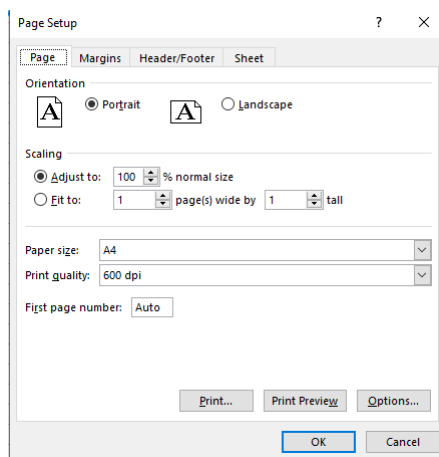 Page Setup ? ×
Page Margins Header/Footer Sheet
Orientation
A Portrait A Landscape
Scaling
Adjust to: 100 % normal size
Fit to: 1 page(s) wide by 1 tall
Paper size: A4
Print quality: 600 dpi
First page number: Auto
Print... Print Preview Options...
OK Cancel